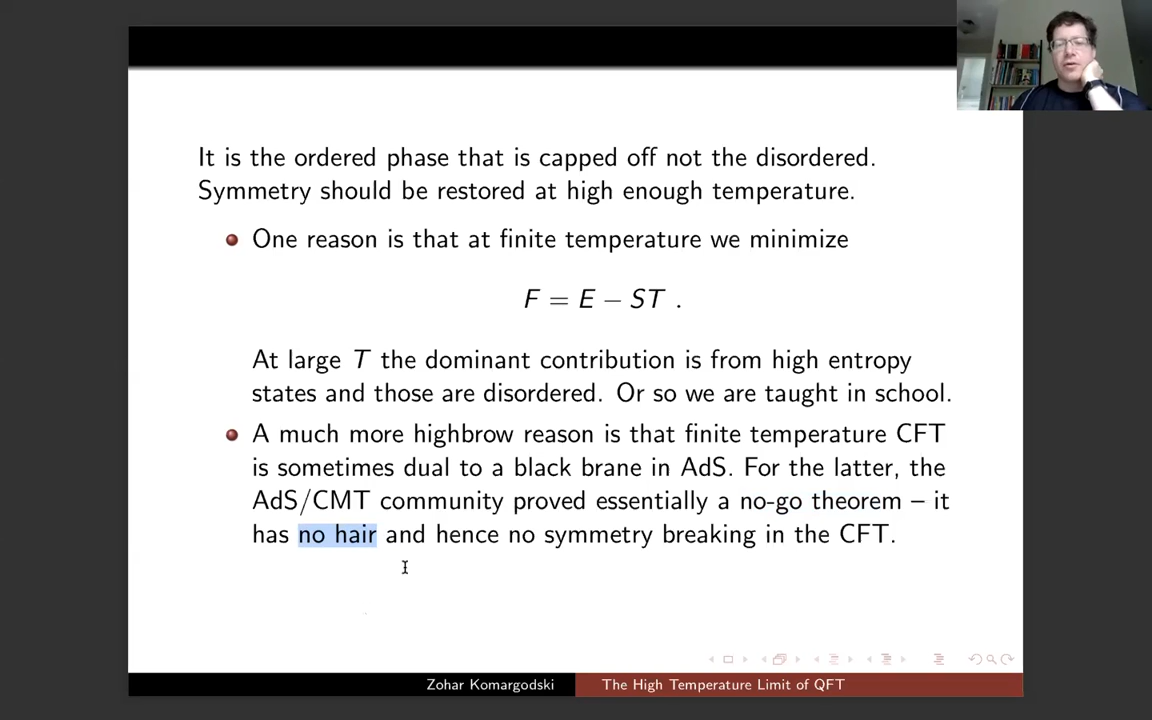 It is the ordered phase that is capped off not the disordered.
Symmetry should be restored at high enough temperature.
One reason is that at finite temperature we minimize
F = E − ST .
At large T the dominant contribution is from high entropy
states and those are disordered. Or so we are taught in school.
A much more highbrow reason is that finite temperature CFT
is sometimes dual to a black brane in AdS. For the latter, the
AdS/CMT community proved essentially a no-go theorem – it
has no hair and hence no symmetry breaking in the CFT.
Zohar Komargodski
The High Temperature Limit of QFT